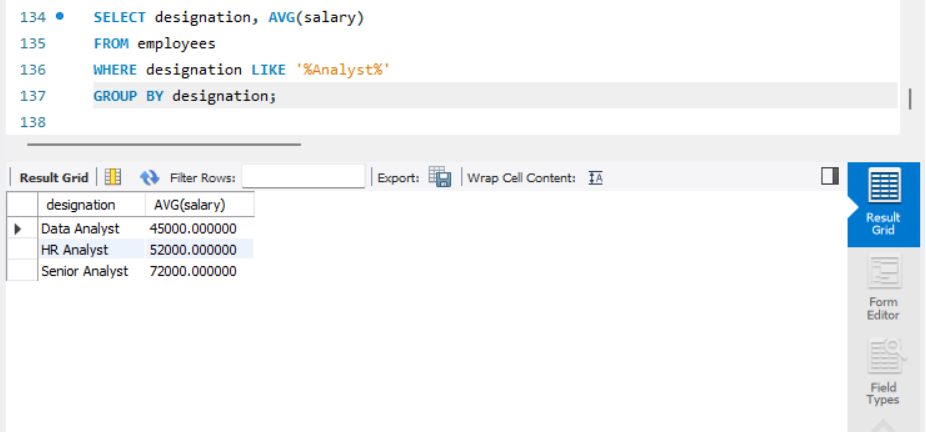 134 SELECT designation, AVG(salary)
135 FROM employees
136 WHERE designation LIKE '%Analyst%'
137 GROUP BY designation;
138
Result Grid Filter Rows: Export: Wrap Cell Content: IA
designation AVG(salary)
Data Analyst 45000.000000
HR Analyst 52000.000000
Senior Analyst 72000.000000
Result
Grid
Form
Editor
Field
Types